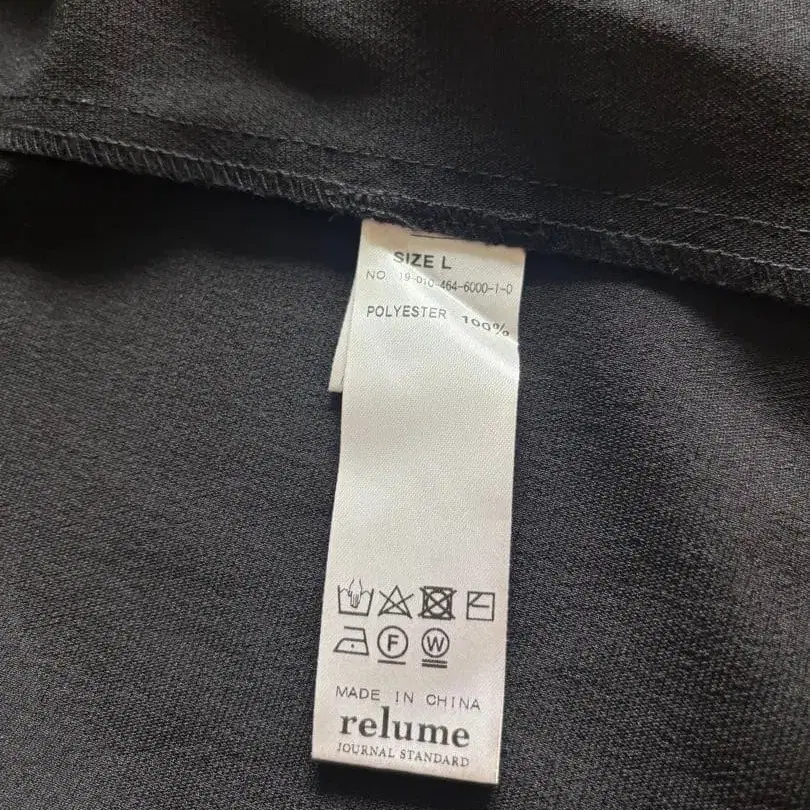 SIZE L
NO. 19-010-464-6000-1-0
POLYESTER 100%
F W
MADE IN CHINA
relume
JOURNAL STANDARD